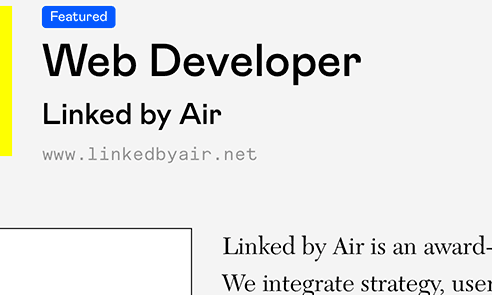 Featured
Web Developer
Linked by Air
www.linkedbyair.net
Linked by Air is an award-
We integrate strategy, user